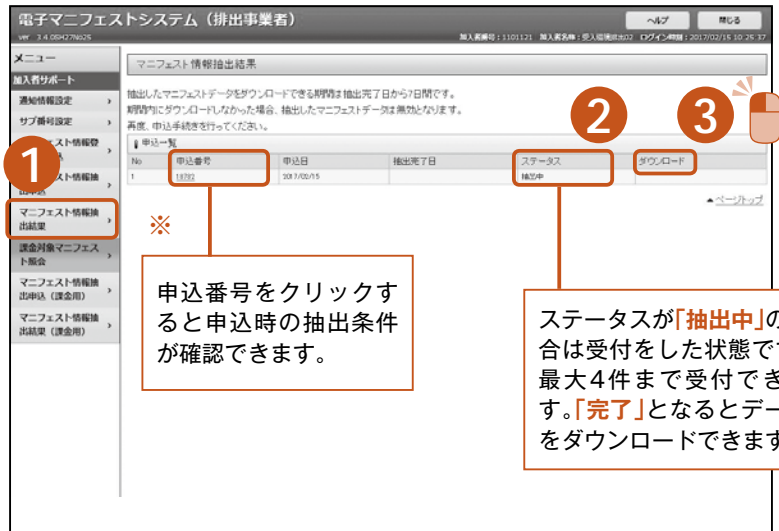 電子マニフェストシステム（排出事業者）
ver 3.4.0 B427N625
加入者番号：1101121 加入者名称：受入環境排出02 ログイン時間：2017/02/15 10:25:37
ヘルプ
閉じる
メニュー
加入者サポート
通知情報設定
サブ番号設定
マニフェスト情報抽
出結果
課金対象マニフェス
ト照会
マニフェスト情報抽
出申込（課金用）
マニフェスト情報抽
出結果（課金用）
1
マニフェスト情報抽出結果
抽出したマニフェストデータをダウンロードできる期間は抽出完了日から7日間です。
期間内にダウンロードしなかった場合、抽出したマニフェストデータは無効となります。
再度、申込手続きを行ってください。
申込一覧
No 申込番号 申込日 抽出完了日 ステータス ダウンロード
1 18782 2017/02/15 抽出中
2
3
▲ページトップ
※
申込番号をクリックす
ると申込時の抽出条件
が確認できます。
ステータスが「抽出中」の
合は受付をした状態です
最大4件まで受付でき
す。「完了」となるとデー
をダウンロードできます